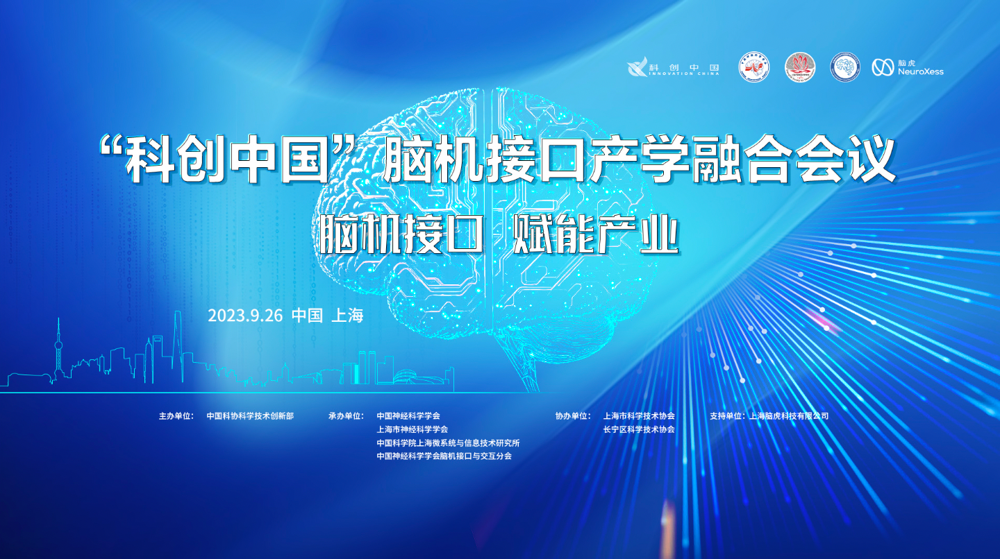 科创中国
INNOVATION CHINA
脑虎
NeuroXess
“科创中国”脑机接口产学融合会议
脑机接口 赋能产业
2023.9.26 中国 上海
主办单位： 中国科协科学技术创新部
承办单位： 中国神经科学学会
上海市神经科学学会
中国科学院上海微系统与信息技术研究所
中国神经科学学会脑机接口与交互分会
协办单位： 上海市科学技术协会
长宁区科学技术协会
支持单位：上海脑虎科技有限公司